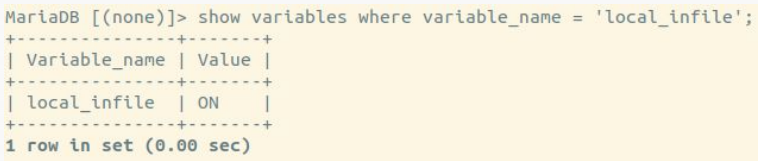 MariaDB [(none)]> show variables where variable_name = 'local_infile';
+---------------+-------+
| Variable_name | Value |
+---------------+-------+
| local_infile  | ON    |
+---------------+-------+
1 row in set (0.00 sec)